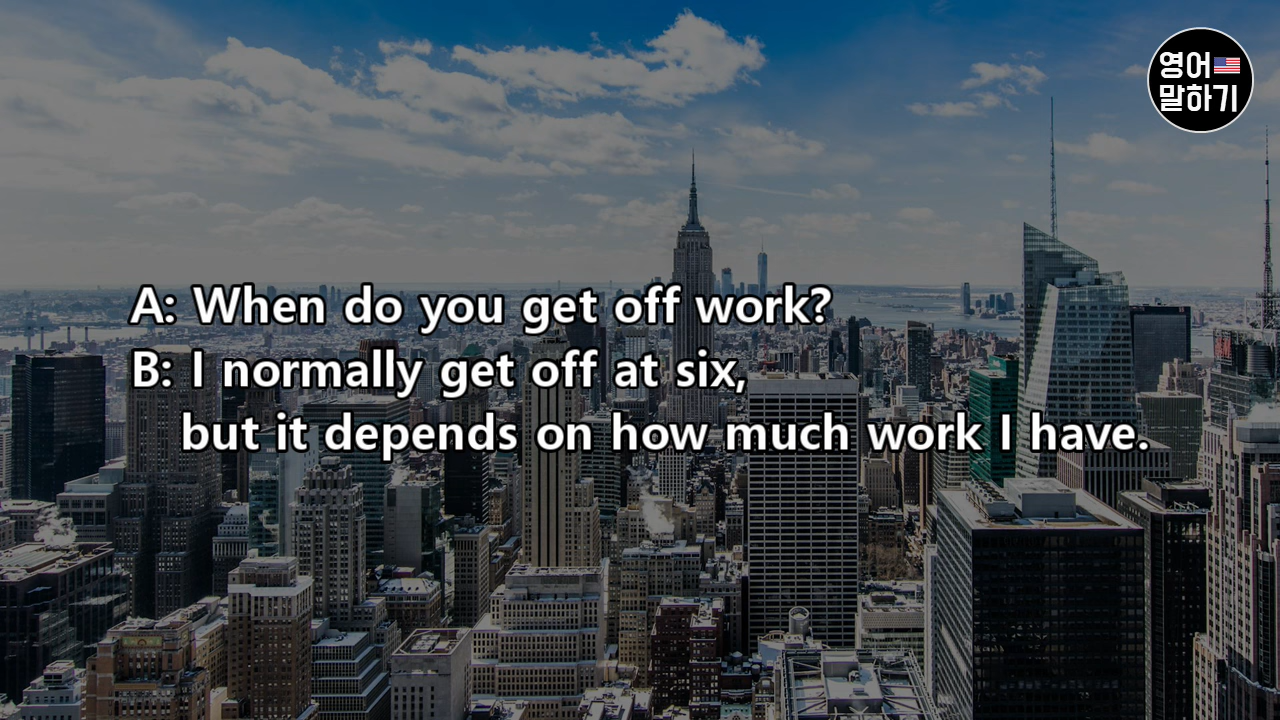 영어
말하기
A: When do you get off work?
B: I normally get off at six,
but it depends on how much work I have.